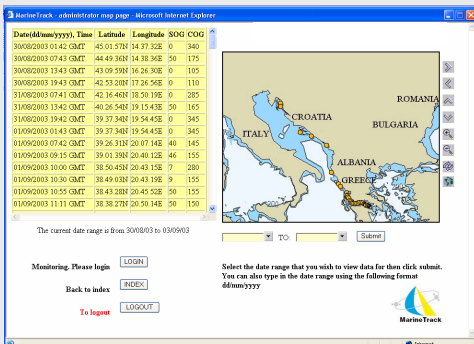 MarineTrack - administrator map page - Microsoft Internet Explorer
Date(dd/mm/yyyy), Time Latitude Longitude SOG COG
30/08/2003 01:42 GMT 45.01.57N 14.37.32E 0 340
30/08/2003 07:43 GMT 44.49.36N 14.38.36E 50 175
30/08/2003 13:43 GMT 43.09.59N 16.26.30E 0 105
30/08/2003 19:43 GMT 42.53.20N 17.26.56E 0 110
31/08/2003 07:41 GMT 42.16.46N 18.50.19E 0 285
31/08/2003 13:42 GMT 40.26.54N 19.15.43E 50 165
31/08/2003 19:42 GMT 39.37.34N 19.54.45E 0 345
01/09/2003 01:43 GMT 39.37.34N 19.54.45E 0 345
01/09/2003 07:42 GMT 39.26.31N 20.07.14E 40 145
01/09/2003 09:15 GMT 39.01.39N 20.40.12E 46 155
01/09/2003 10:00 GMT 38.50.45N 20.43.15E 7 280
01/09/2003 10:30 GMT 38.49.03N 20.43.19E 9 155
01/09/2003 10:55 GMT 38.43.28N 20.45.52E 50 155
01/09/2003 11:11 GMT 38.38.27N 20.50.14E 50 150
ROMANIA
CROATIA
BULGARIA
ITALY
ALBANIA
GREECE
The current date range is from 30/08/03 to 03/09/03
TO:
Submit
Monitoring. Please login LOGIN
Back to index INDEX
To logout LOGOUT
Select the date range that you wish to view data for then click submit.
You can also type in the date range using the following format
dd/mm/yyyy
MarineTrack
Internet